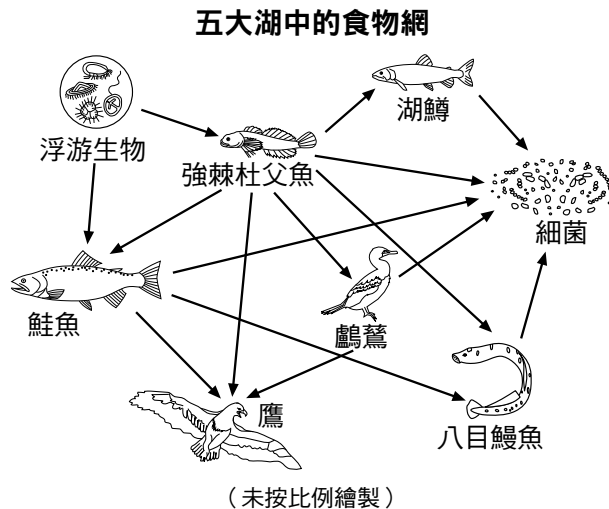 五大湖中的食物網
浮游生物
強棘杜父魚
湖鱒
細菌
鮭魚
鸕鶿
鷹
八目鰻魚
（未按比例繪製）